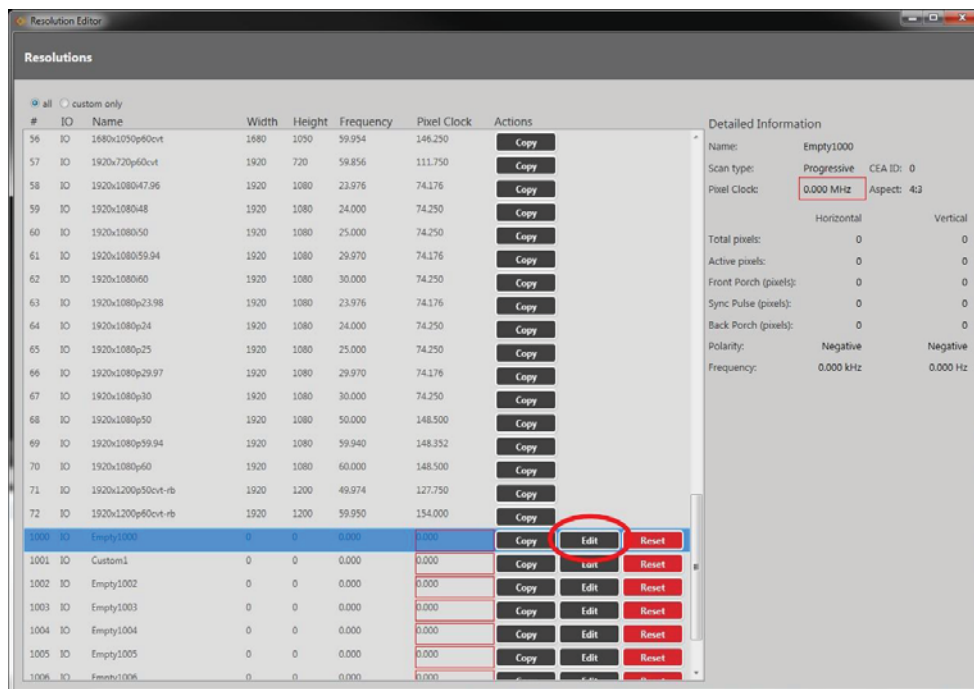 Resolution Editor
Resolutions
all custom only
# IO Name Width Height Frequency Pixel Clock Actions
56 IO 1680x1050p60cvt 1680 1050 59.954 146.250 Copy
57 IO 1920x720p60cvt 1920 720 59.856 111.750 Copy
58 IO 1920x1080i47.96 1920 1080 23.976 74.176 Copy
59 IO 1920x1080i48 1920 1080 24.000 74.250 Copy
60 IO 1920x1080i50 1920 1080 25.000 74.250 Copy
61 IO 1920x1080i59.94 1920 1080 29.970 74.176 Copy
62 IO 1920x1080i60 1920 1080 30.000 74.250 Copy
63 IO 1920x1080p23.98 1920 1080 23.976 74.176 Copy
64 IO 1920x1080p24 1920 1080 24.000 74.250 Copy
65 IO 1920x1080p25 1920 1080 25.000 74.250 Copy
66 IO 1920x1080p29.97 1920 1080 29.970 74.176 Copy
67 IO 1920x1080p30 1920 1080 30.000 74.250 Copy
68 IO 1920x1080p50 1920 1080 50.000 148.500 Copy
69 IO 1920x1080p59.94 1920 1080 59.940 148.352 Copy
70 IO 1920x1080p60 1920 1080 60.000 148.500 Copy
71 IO 1920x1200p50cvt-rb 1920 1200 49.974 127.750 Copy
72 IO 1920x1200p60cvt-rb 1920 1200 59.950 154.000 Copy
1000 IO Empty1000 0 0 0.000 0.000 Copy Edit Reset
1001 IO Custom1 0 0 0.000 0.000 Copy Edit Reset
1002 IO Empty1002 0 0 0.000 0.000 Copy Edit Reset
1003 IO Empty1003 0 0 0.000 0.000 Copy Edit Reset
1004 IO Empty1004 0 0 0.000 0.000 Copy Edit Reset
1005 IO Empty1005 0 0 0.000 0.000 Copy Edit Reset
1006 IO Empty1006 0 0 0.000 0.000
Detailed Information
Name: Empty1000
Scan type: Progressive CEA ID: 0
Pixel Clock: 0.000 MHz Aspect: 4:3
Horizontal Vertical
Total pixels: 0 0
Active pixels: 0 0
Front Porch (pixels): 0 0
Sync Pulse (pixels): 0 0
Back Porch (pixels): 0 0
Polarity: Negative Negative
Frequency: 0.000 kHz 0.000 Hz